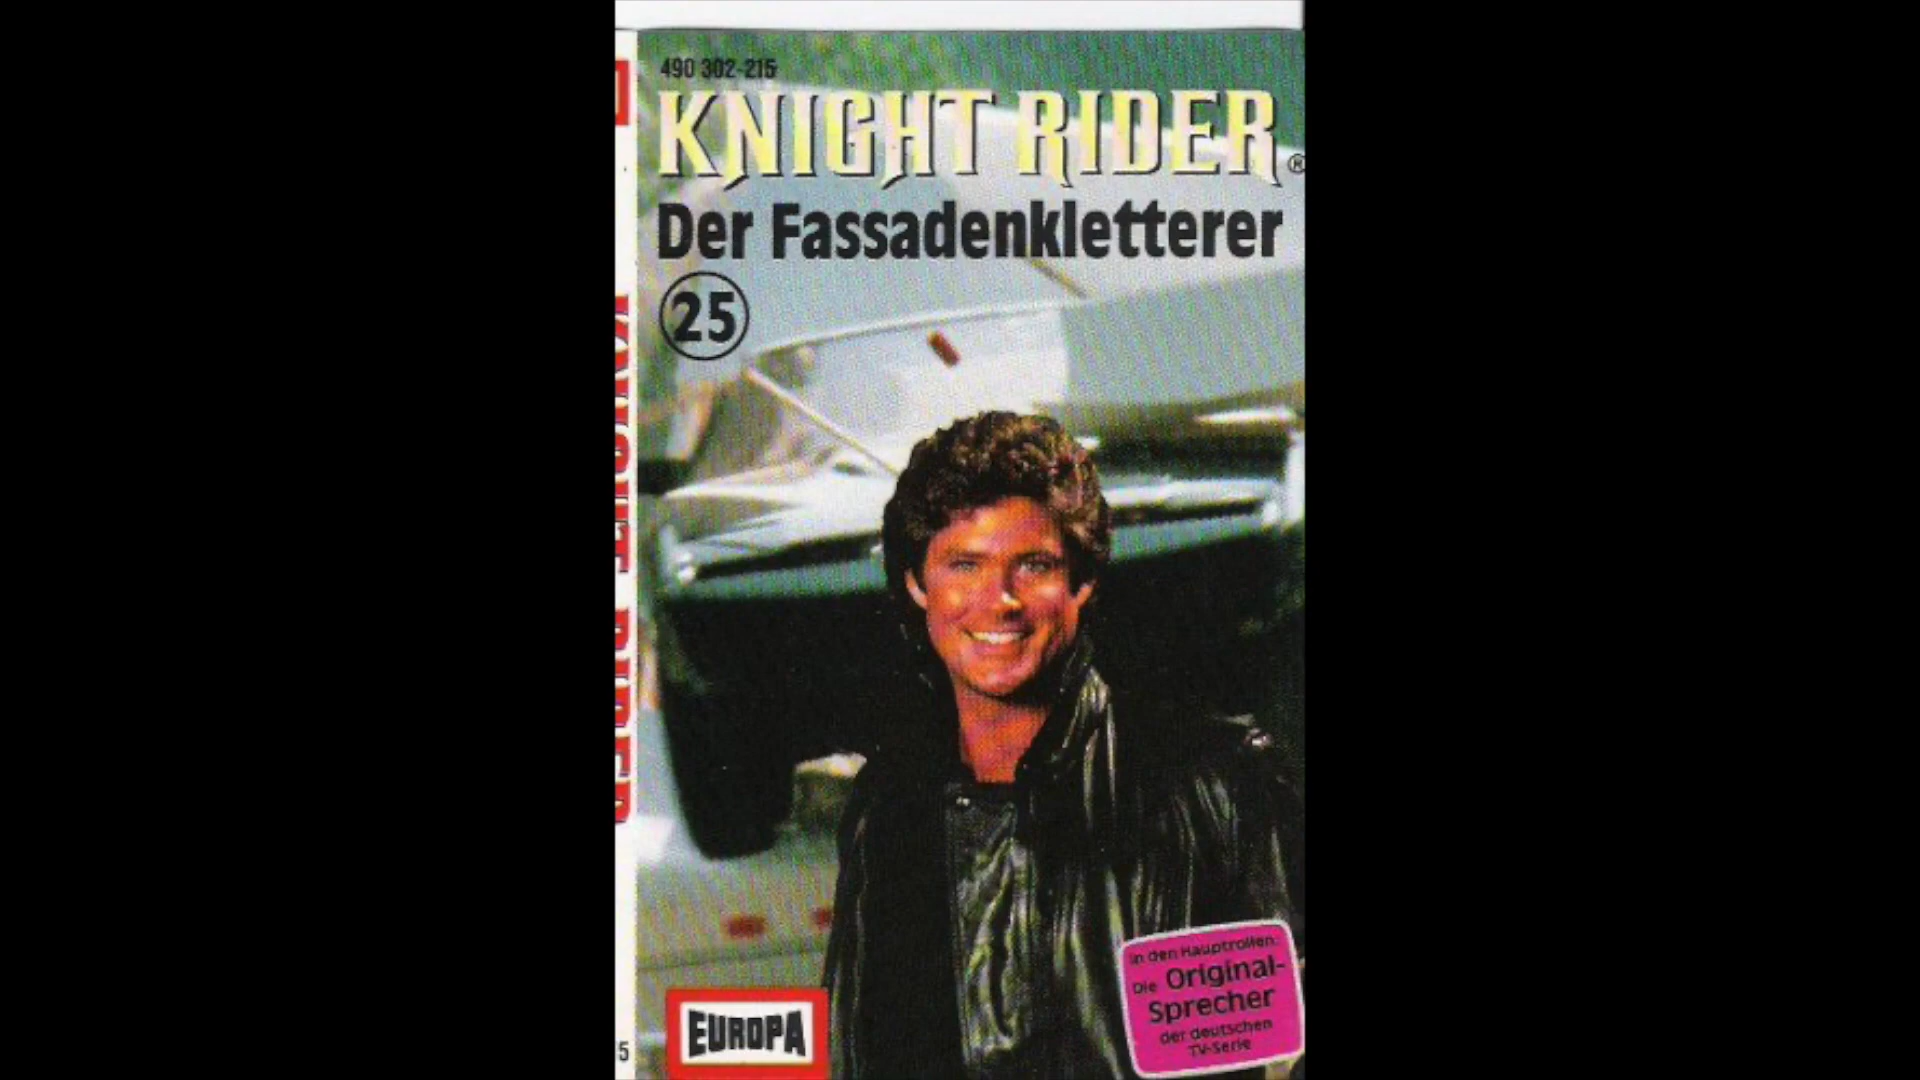 490 302-215
KNIGHT RIDER®
Der Fassadenkletterer
25
KNIGHT RIDER
In den Hauptrollen:
Die Original-
Sprecher
der deutschen
TV-Serie
EUROPA